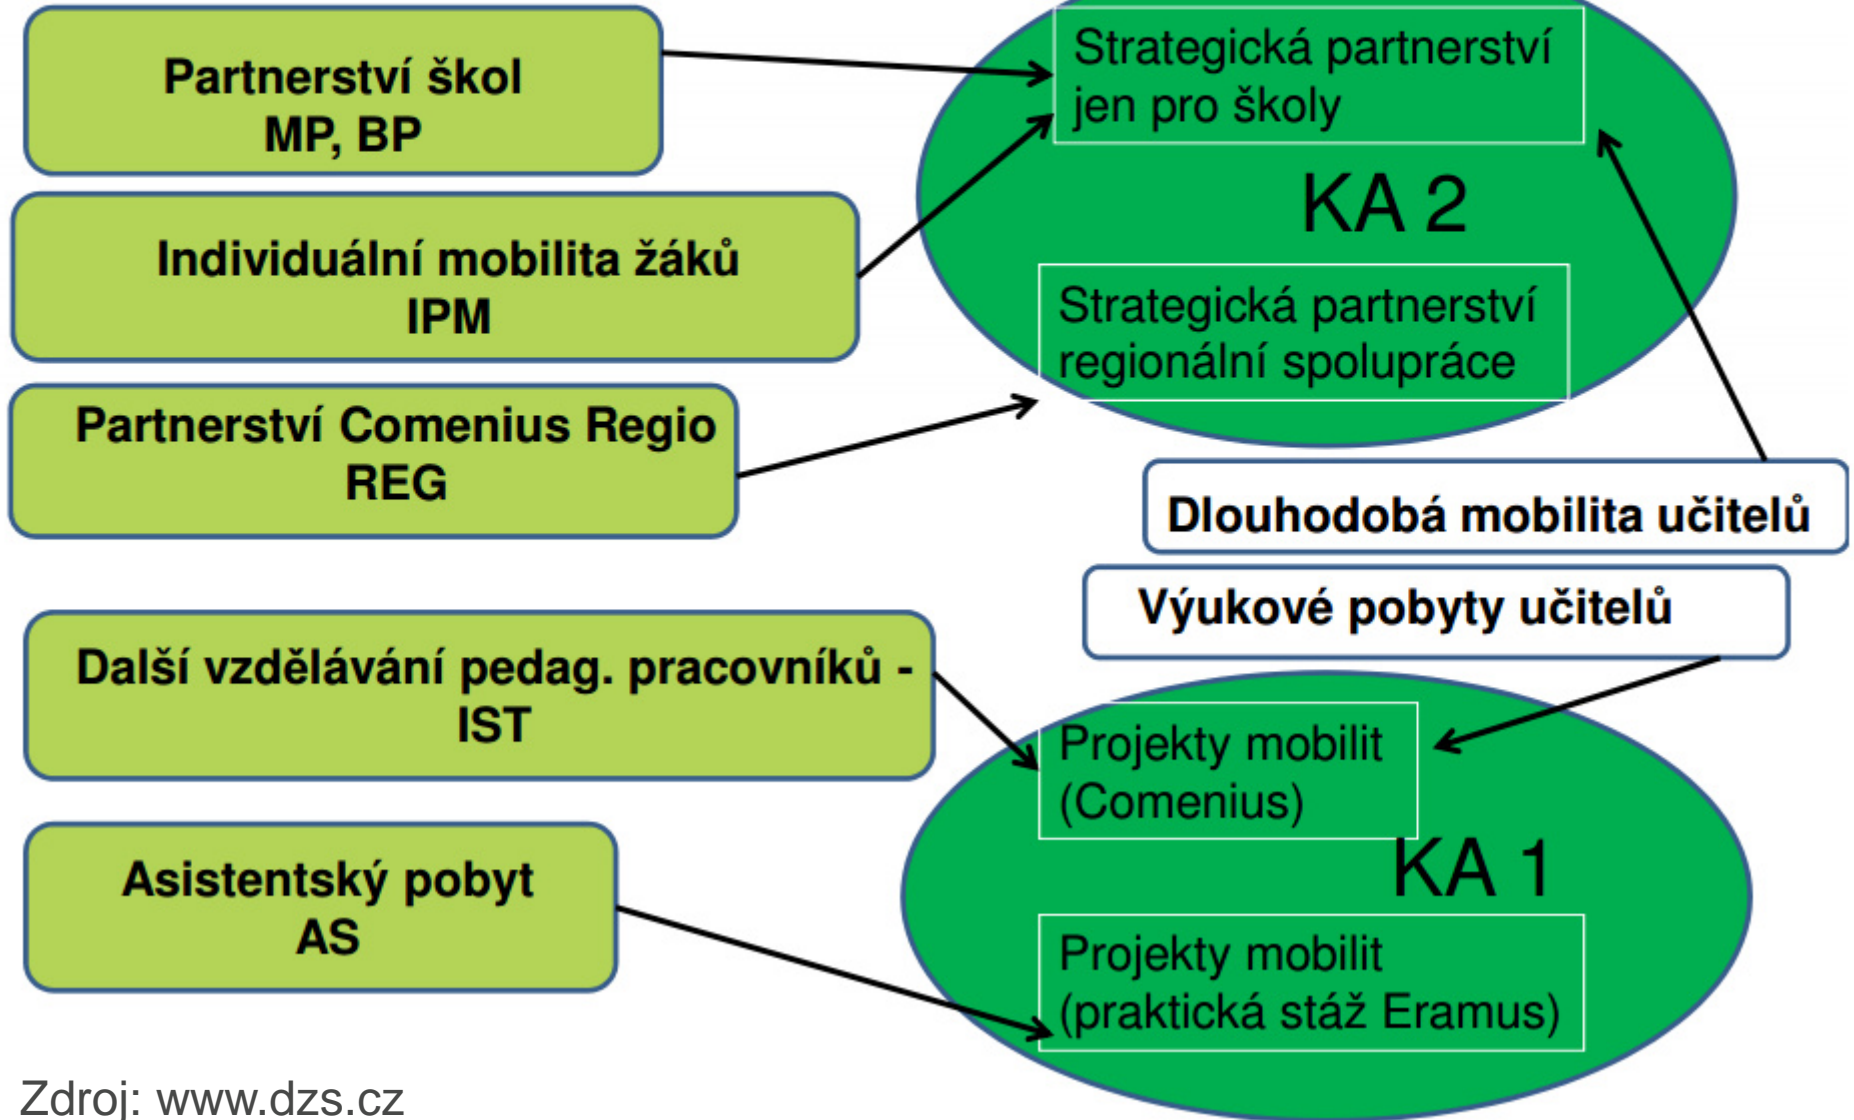 Partnerství škol
MP, BP
Individuální mobilita žáků
IPM
Partnerství Comenius Regio
REG
Další vzdělávání pedag. pracovníků -
IST
Asistentský pobyt
AS
Strategická partnerství
jen pro školy
KA 2
Strategická partnerství
regionální spolupráce
Dlouhodobá mobilita učitelů
Výukové pobyty učitelů
Projekty mobilit
(Comenius)
KA 1
Projekty mobilit
(praktická stáž Eramus)
Zdroj: www.dzs.cz